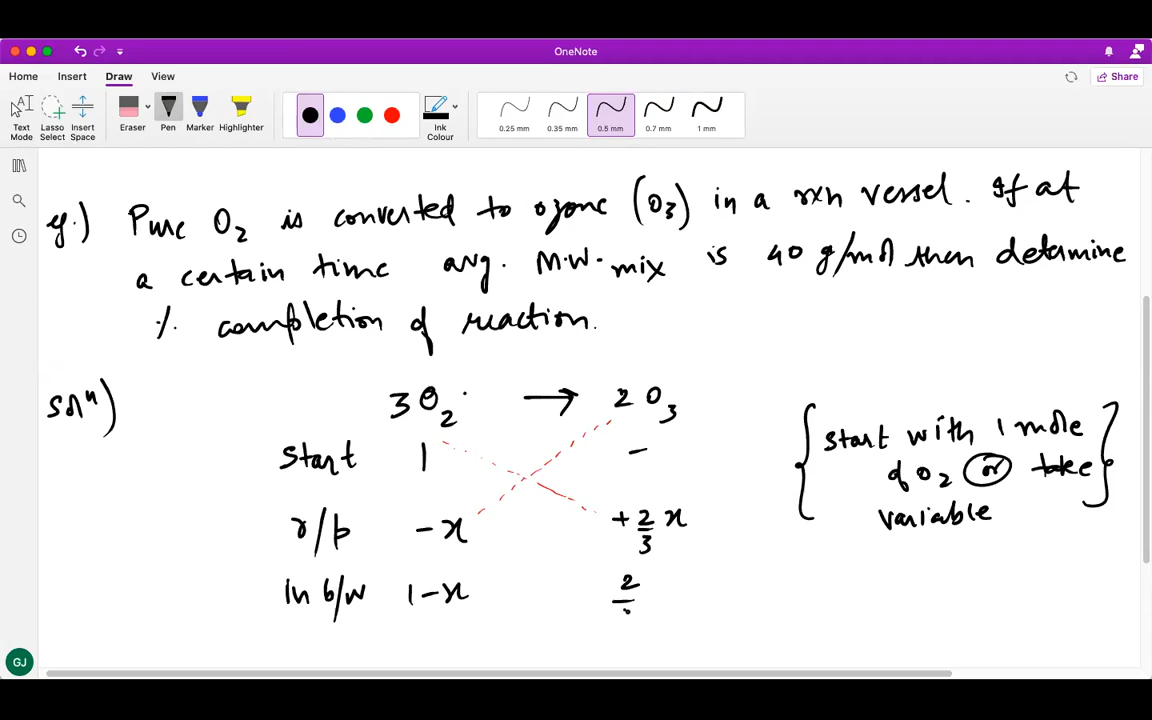 OneNote
Home Insert Draw View
Share
Text Mode
Lasso Select
Insert Space
Eraser
Pen
Marker
Highlighter
Ink Colour
0.25 mm
0.35 mm
0.5 mm
0.7 mm
1 mm
eg.) Pure O2 is converted to ozone (O3) in a rxn vessel. If at
a certain time avg. M.W.mix is 40 g/mol then determine
% completion of reaction.
Soln) 3O2 → 2O3
start 1 -
r/p -x +2/3 x
In b/w 1-x 2
{start with 1 mole
of O2 or take
variable}
GJ